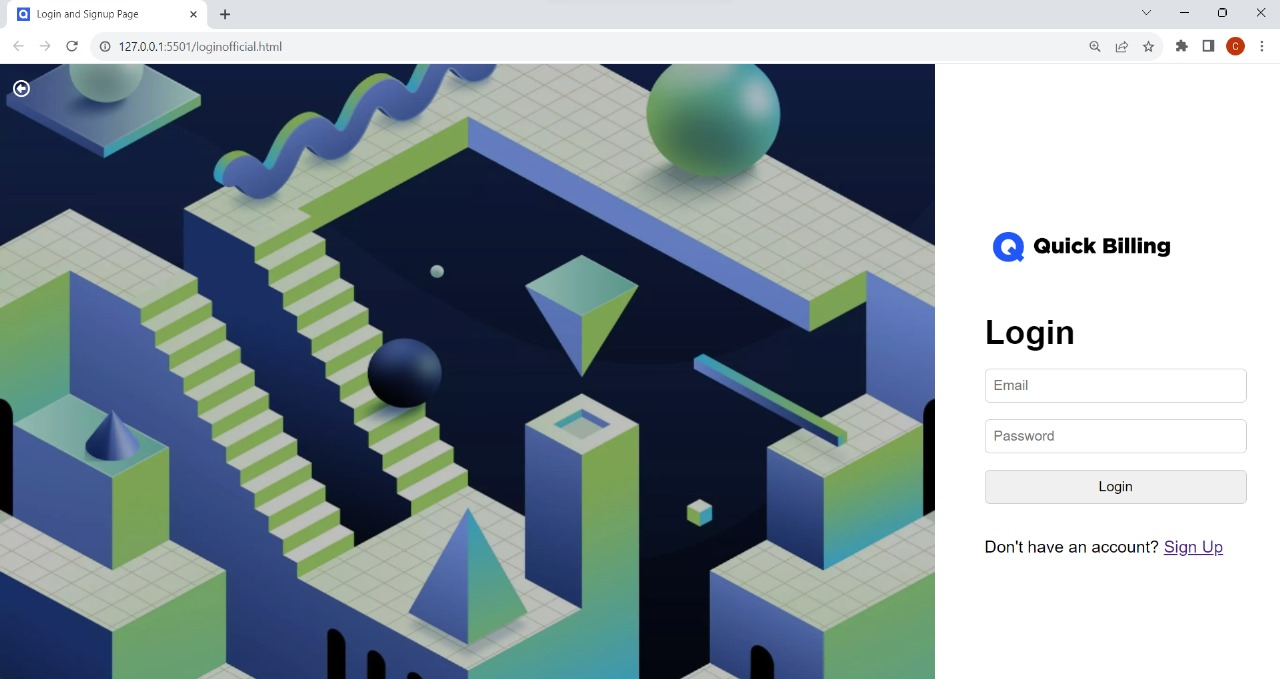 Login and Signup Page
127.0.0.1:5501/loginofficial.html
C
Quick Billing
Login
Email
Password
Login
Don't have an account? Sign Up